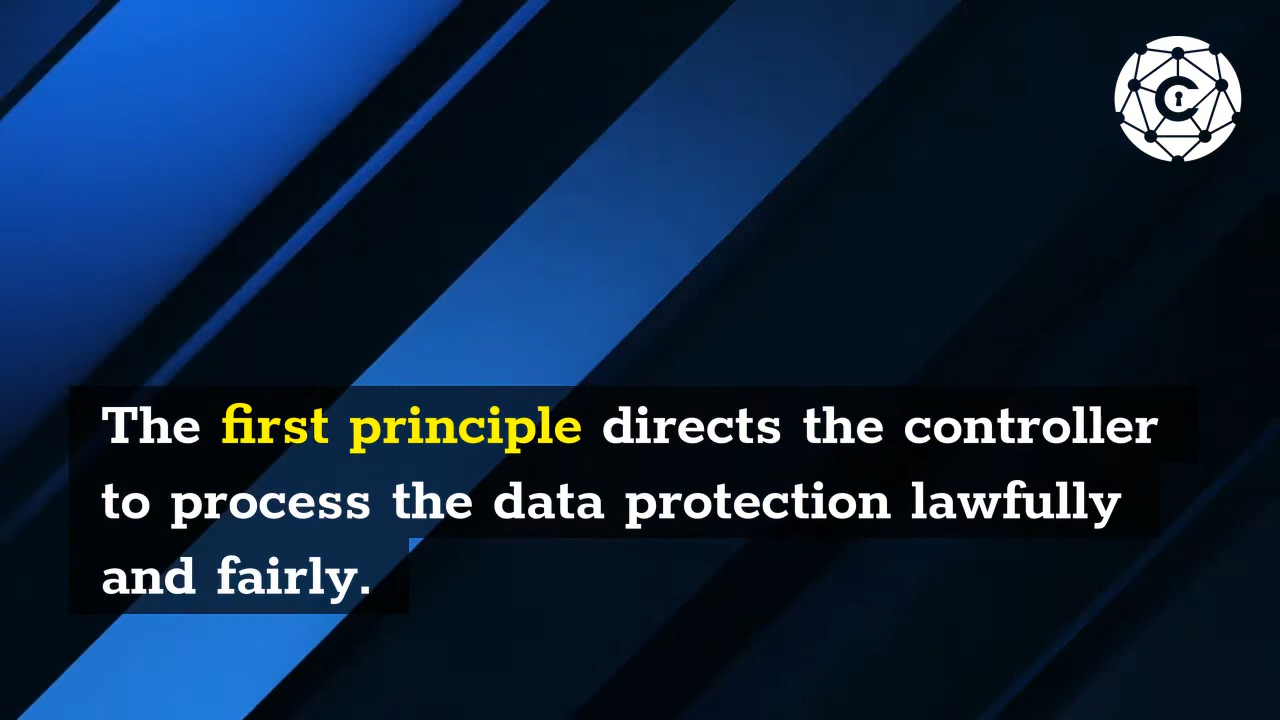 The first principle directs the controller
to process the data protection lawfully
and fairly.